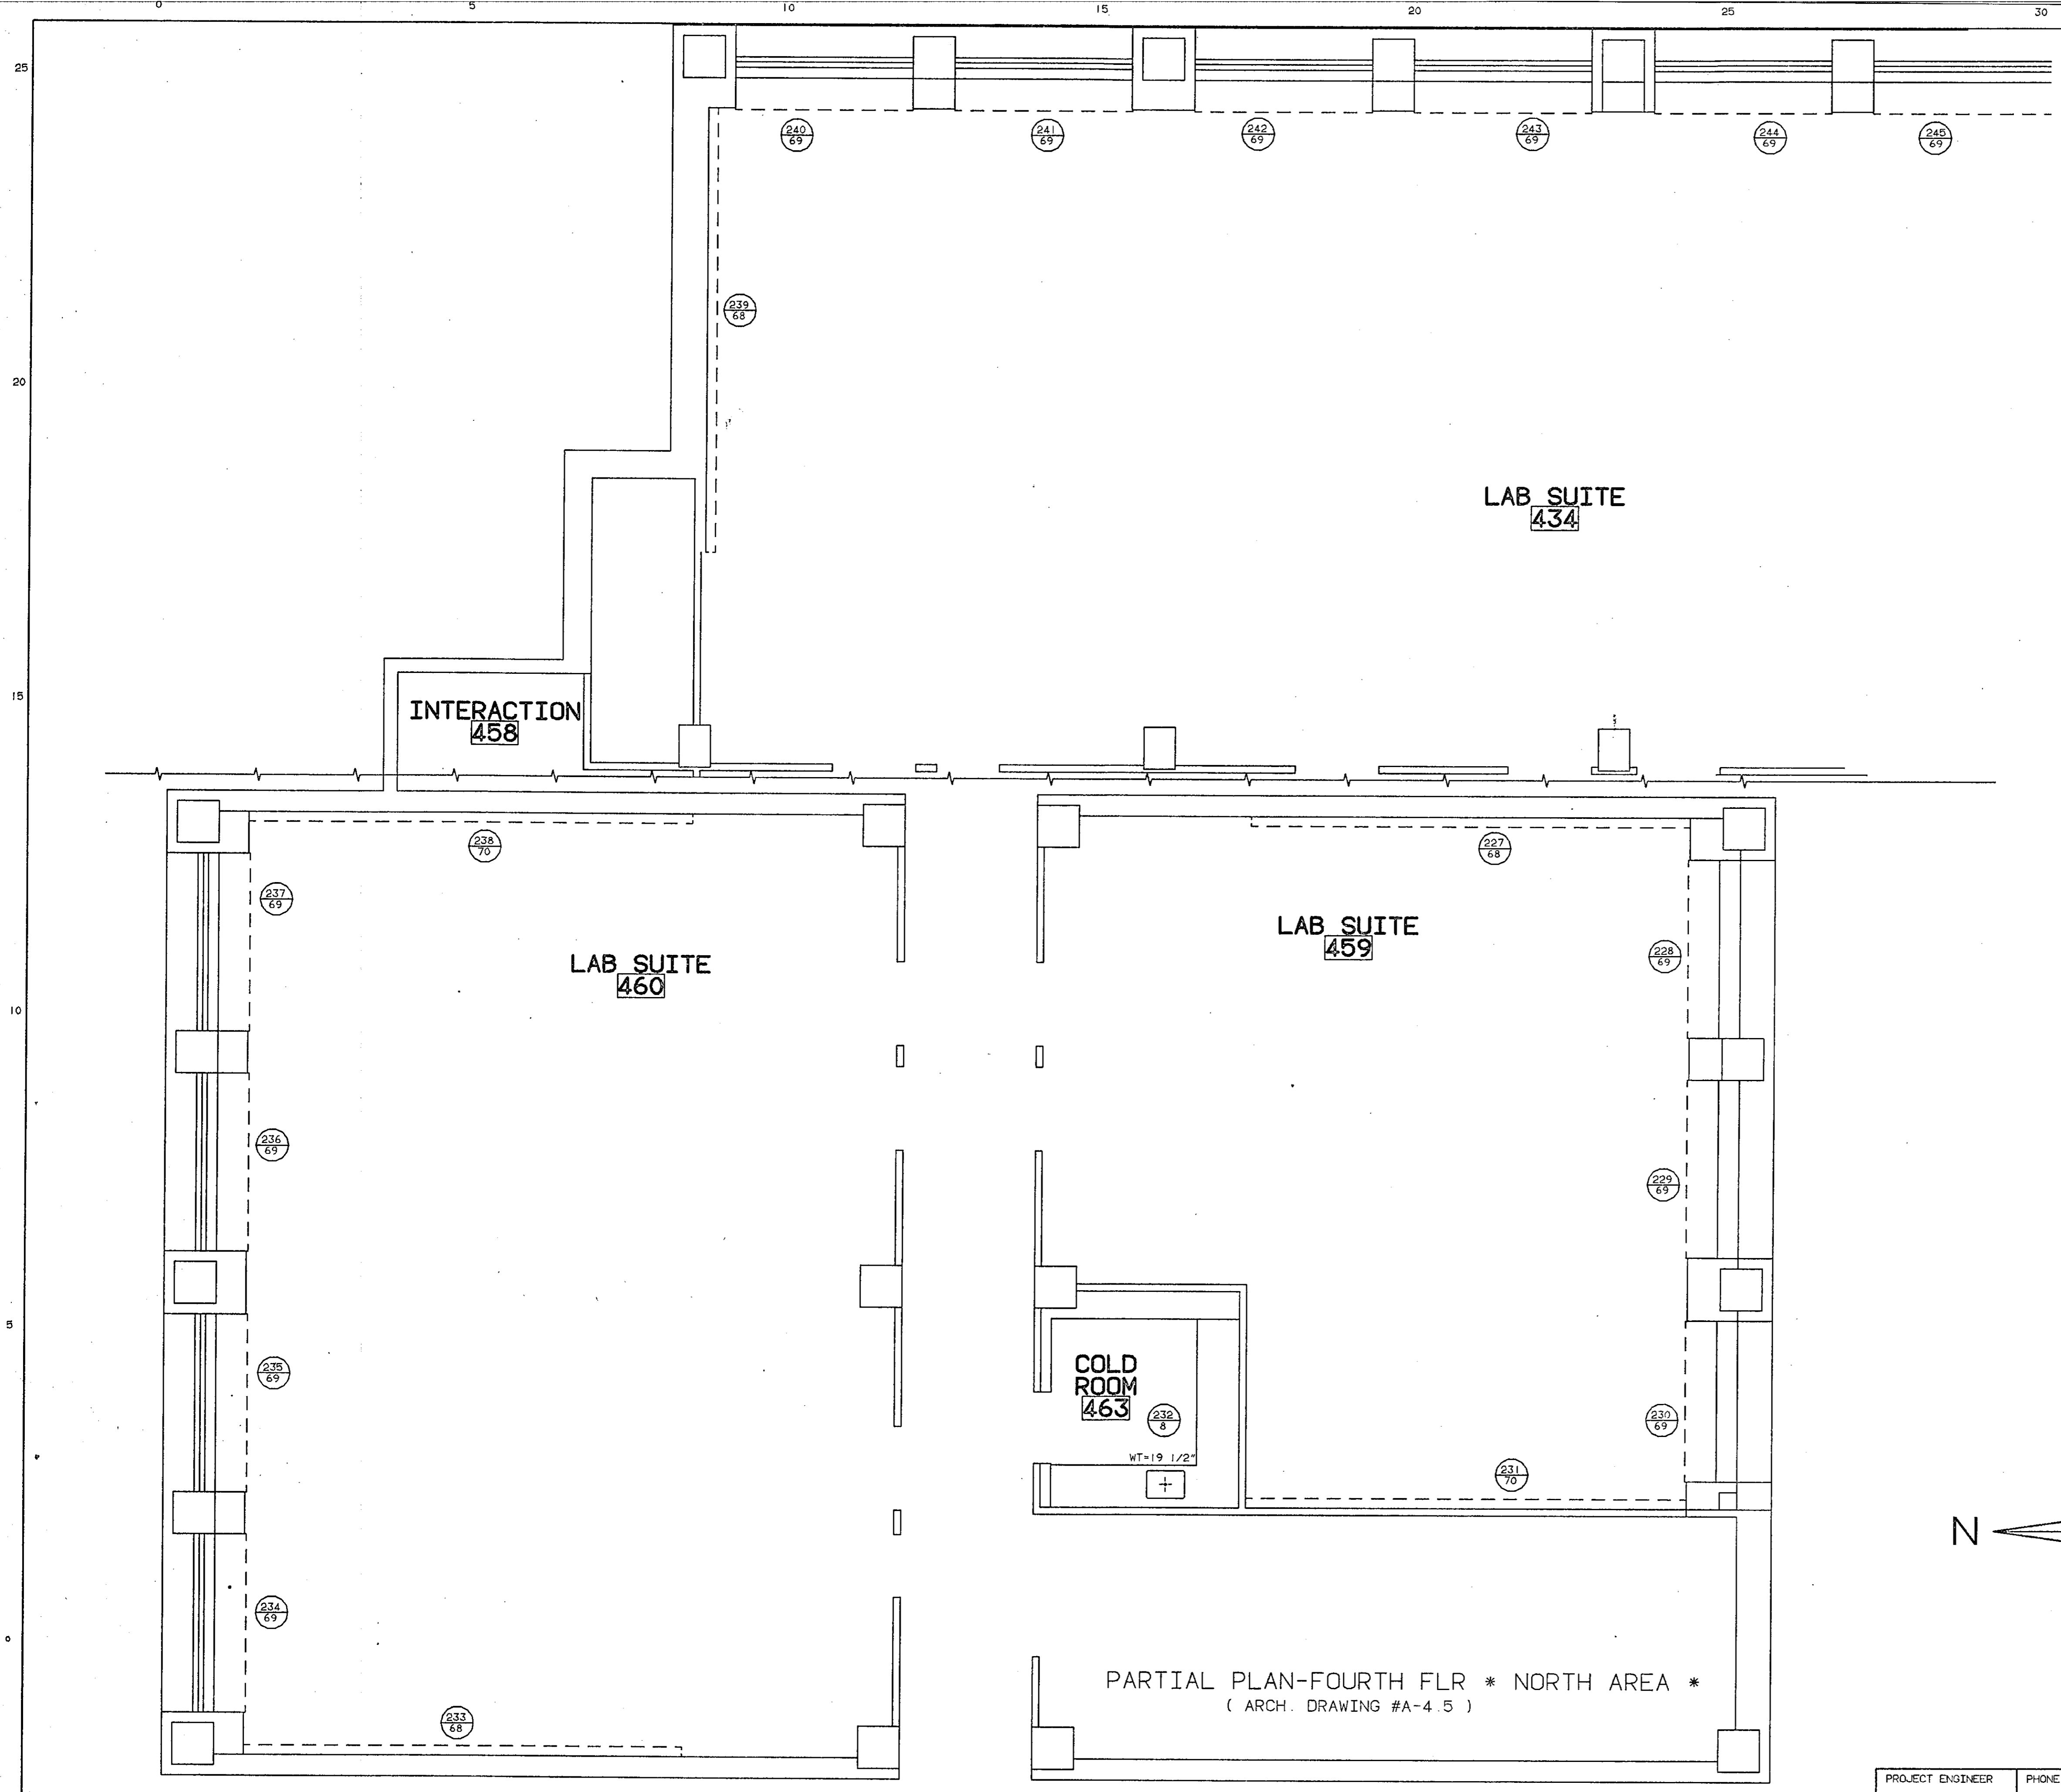 0 5 10 15 20 25 30
25
240 241 242 243 244 245
69 69 69 69 69 69
239
68
20
LAB SUITE
434
15
INTERACTION
458
238
70
227
68
237
69
LAB SUITE
459
228
69
LAB SUITE
460
10
236
69
229
69
5
235
69
COLD
ROOM
463
232
8
230
69
WT=19 1/2"
231
70
N
234
69
0
PARTIAL PLAN-FOURTH FLR * NORTH AREA *
( ARCH. DRAWING #A-4.5 )
233
68
PROJECT ENGINEER PHONE